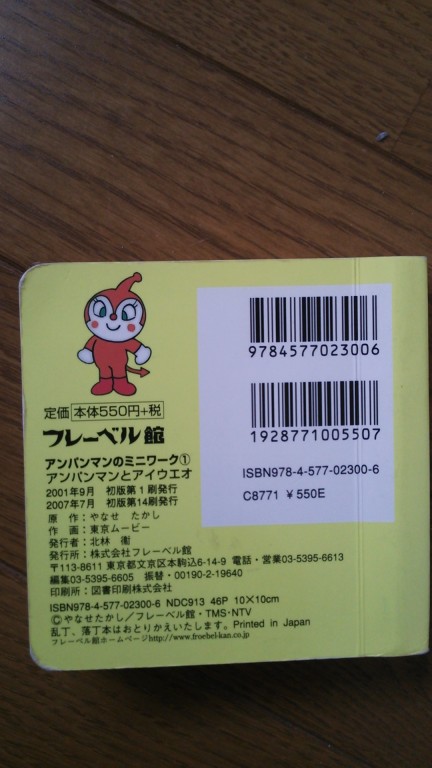 9784577023006
1928771005507
ISBN978-4-577-02300-6
C8771 ¥550E
定価 本体550円+税
フレーベル館
アンパンマンのミニワーク①
アンパンマンとアイウエオ
2001年9月 初版第1刷発行
2007年7月 初版第14刷発行
原 作：やなせ たかし
作 画：東京ムービー
発行者：北林 衞
発行所：株式会社フレーベル館
〒113-8611 東京都文京区本駒込6-14-9 電話・営業03-5395-6613
編集03-5395-6605 振替・00190-2-19640
印刷所：図書印刷株式会社
ISBN978-4-577-02300-6 NDC913 46P 10×10cm
©やなせたかし／フレーベル館・TMS・NTV
乱丁、落丁本はおとりかえいたします。Printed in Japan
フレーベル館ホームページhttp://www.froebel-kan.co.jp